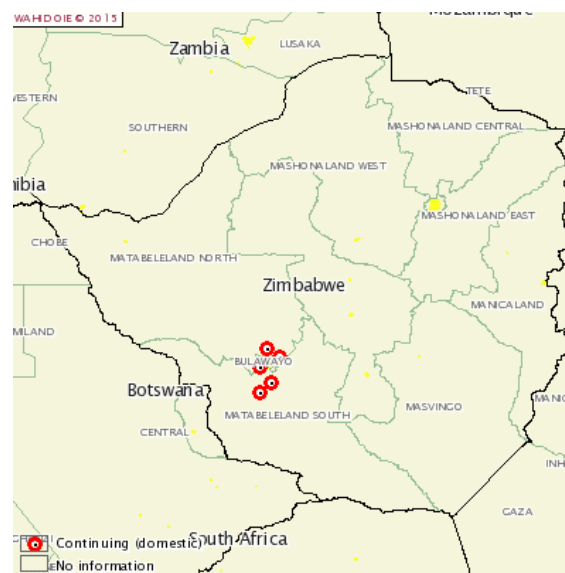 WAHID OIE © 2015
Zambia
LUSAKA
TETE
SOUTHERN
MASHONALAND CENTRAL
MASHONALAND WEST
MASHONALAND EAST
CHOBE
MATABELELAND NORTH
Zimbabwe
MANICALAND
BULAWAYO
Botswana
MATABELELAND SOUTH
MASVINGO
CENTRAL
GAZA
South Africa
Continuing (domestic)
No information